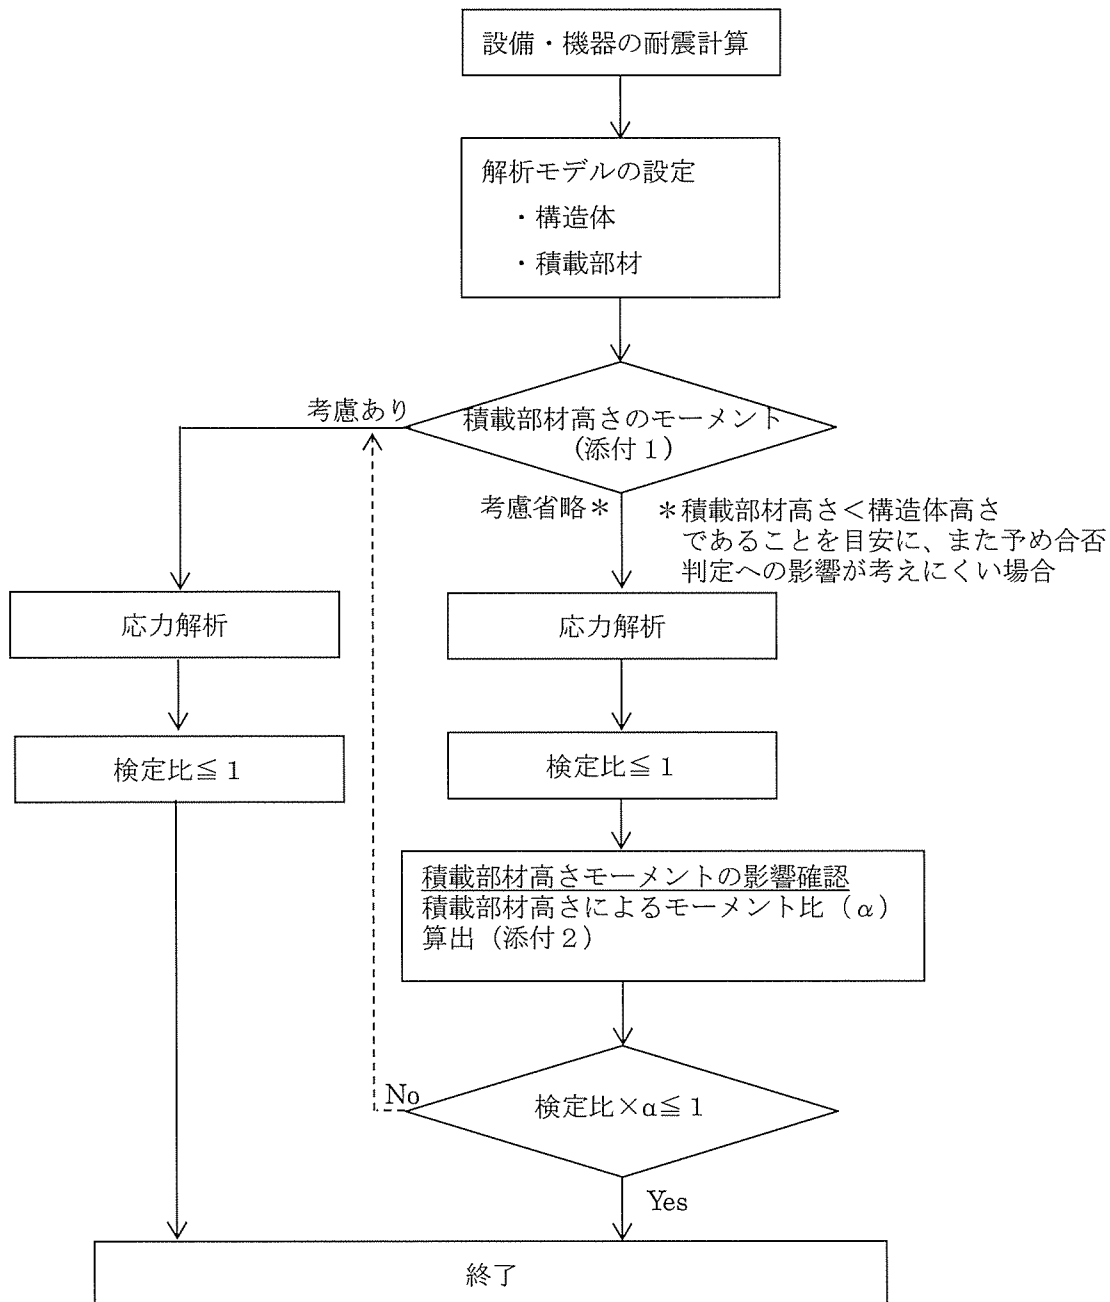 設備・機器の耐震計算
解析モデルの設定
・構造体
・積載部材
考慮あり
積載部材高さのモーメント
(添付1)
考慮省略＊
＊積載部材高さ＜構造体高さ
であることを目安に、また予め合否
判定への影響が考えにくい場合
応力解析
応力解析
検定比≦1
検定比≦1
積載部材高さモーメントの影響確認
積載部材高さによるモーメント比（α）
算出（添付2）
No
検定比×α≦1
Yes
終了